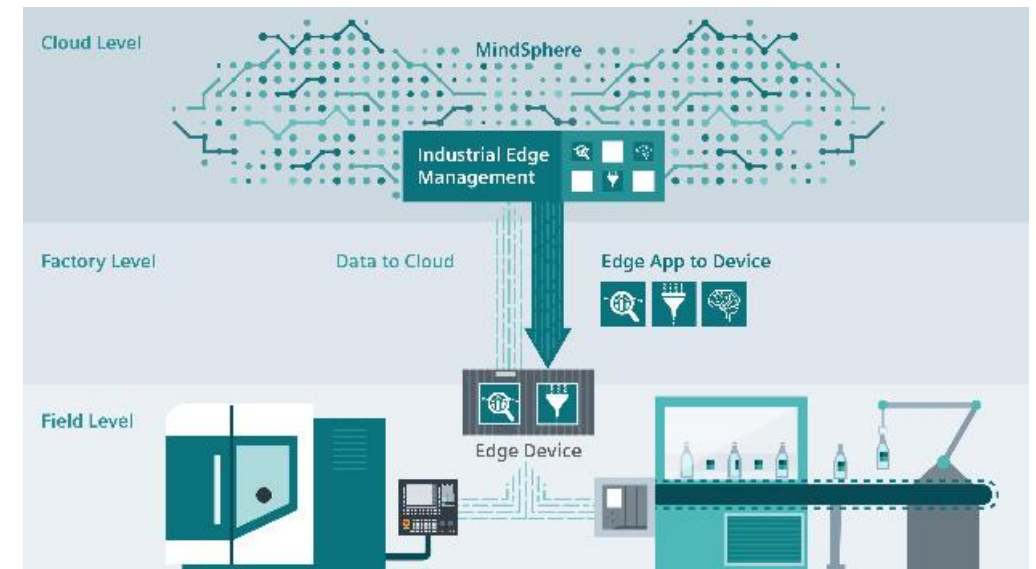 Cloud Level
MindSphere
Industrial Edge
Management
Factory Level
Data to Cloud
Edge App to Device
Field Level
Edge Device